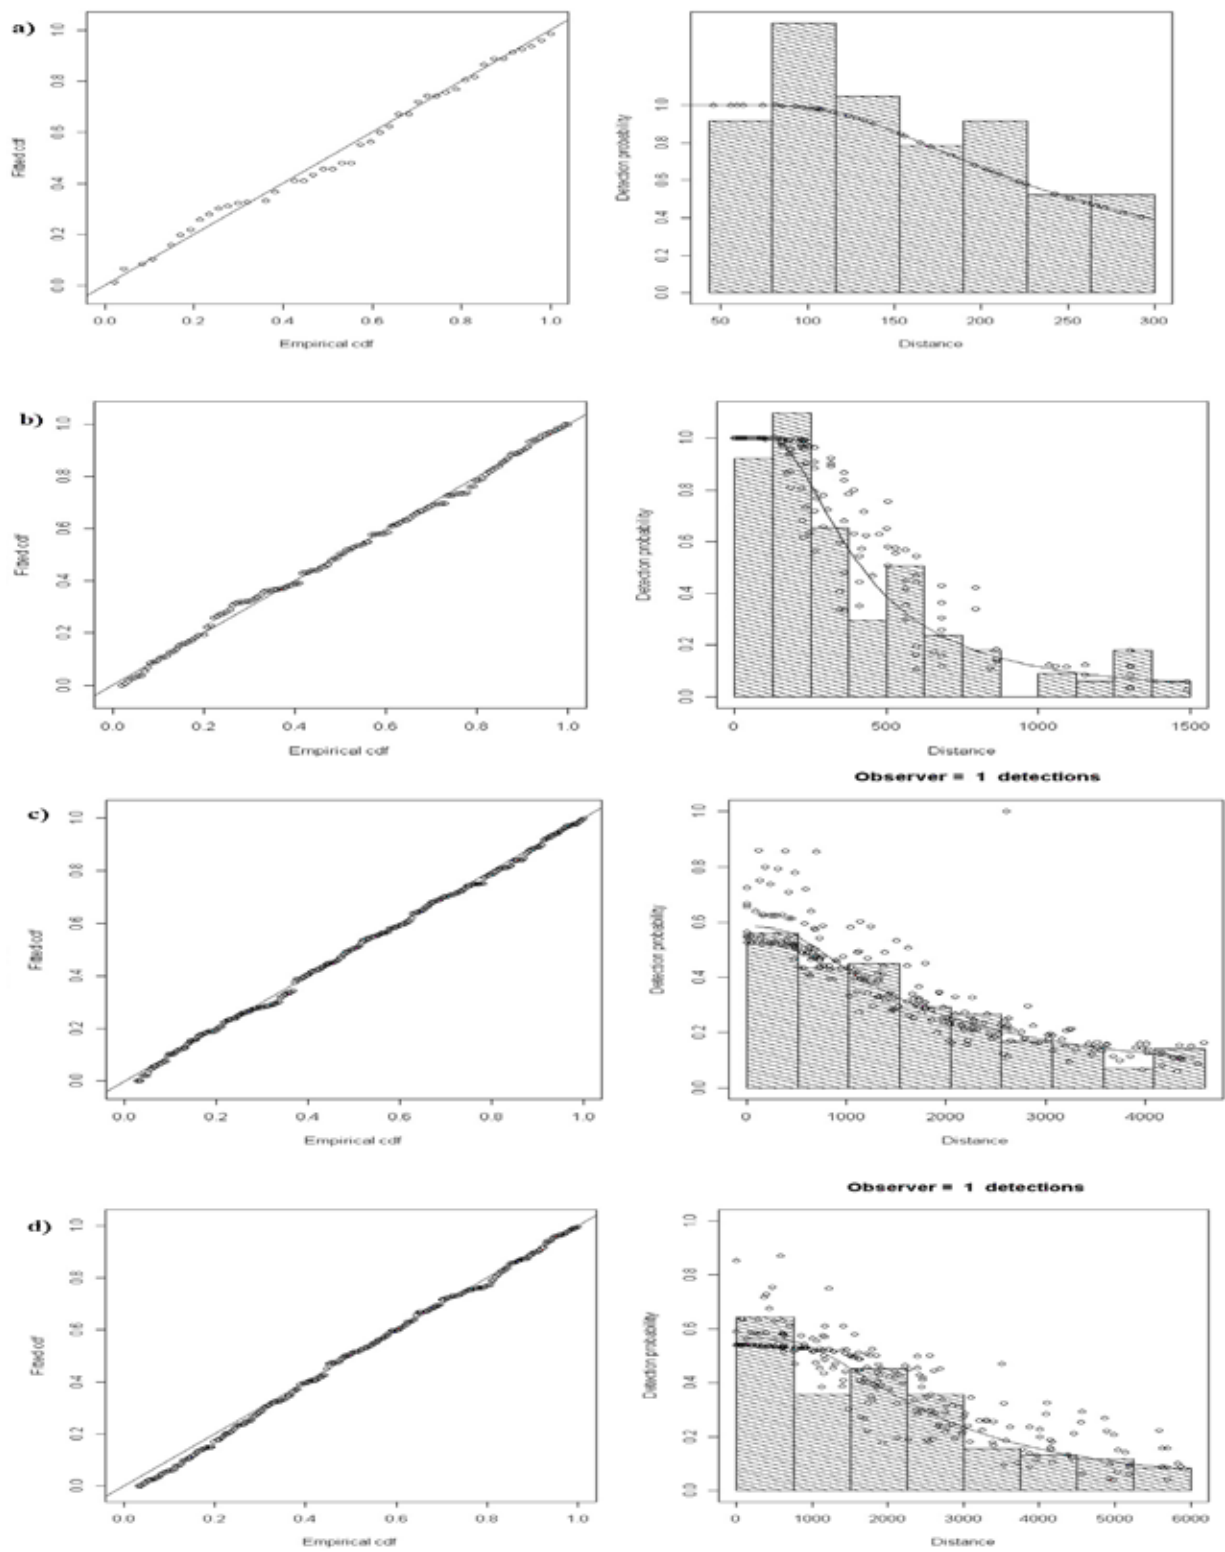 a)
Fitted cdf
0.0 0.2 0.4 0.6 0.8 1.0
0.0 0.2 0.4 0.6 0.8 1.0
Empirical cdf
Detection probability
0.0 0.2 0.4 0.6 0.8 1.0
50 100 150 200 250 300
Distance
b)
Fitted cdf
0.0 0.2 0.4 0.6 0.8 1.0
0.0 0.2 0.4 0.6 0.8 1.0
Empirical cdf
Detection probability
0.0 0.2 0.4 0.6 0.8 1.0
0 500 1000 1500
Distance
c)
Fitted cdf
0.0 0.2 0.4 0.6 0.8 1.0
0.0 0.2 0.4 0.6 0.8 1.0
Empirical cdf
Observer = 1 detections
Detection probability
0.0 0.2 0.4 0.6 0.8 1.0
0 1000 2000 3000 4000
Distance
d)
Fitted cdf
0.0 0.2 0.4 0.6 0.8 1.0
0.0 0.2 0.4 0.6 0.8 1.0
Empirical cdf
Observer = 1 detections
Detection probability
0.0 0.2 0.4 0.6 0.8 1.0
0 1000 2000 3000 4000 5000 6000
Distance